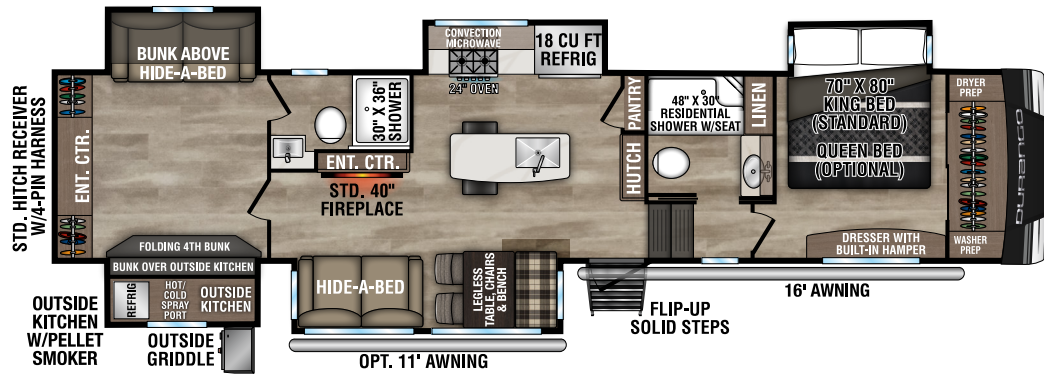 STD. HITCH RECEIVER
W/4-PIN HARNESS
ENT. CTR.
BUNK ABOVE
HIDE-A-BED
FOLDING 4TH BUNK
BUNK OVER OUTSIDE KITCHEN
REFRIG
HOT/
COLD
SPRAY
PORT
OUTSIDE
KITCHEN
OUTSIDE
KITCHEN
W/PELLET
SMOKER
OUTSIDE
GRIDDLE
30" X 36"
SHOWER
ENT. CTR.
STD. 40"
FIREPLACE
CONVECTION
MICROWAVE
24" OVEN
18 CU FT
REFRIG
HIDE-A-BED
LEGLESS
TABLE, CHAIRS
& BENCH
OPT. 11' AWNING
PANTRY
HUTCH
48" X 30"
RESIDENTIAL
SHOWER W/SEAT
LINEN
FLIP-UP
SOLID STEPS
70" X 80"
KING BED
(STANDARD)
QUEEN BED
(OPTIONAL)
DRESSER WITH
BUILT-IN HAMPER
16' AWNING
DRYER
PREP
WASHER
PREP
DURANGO